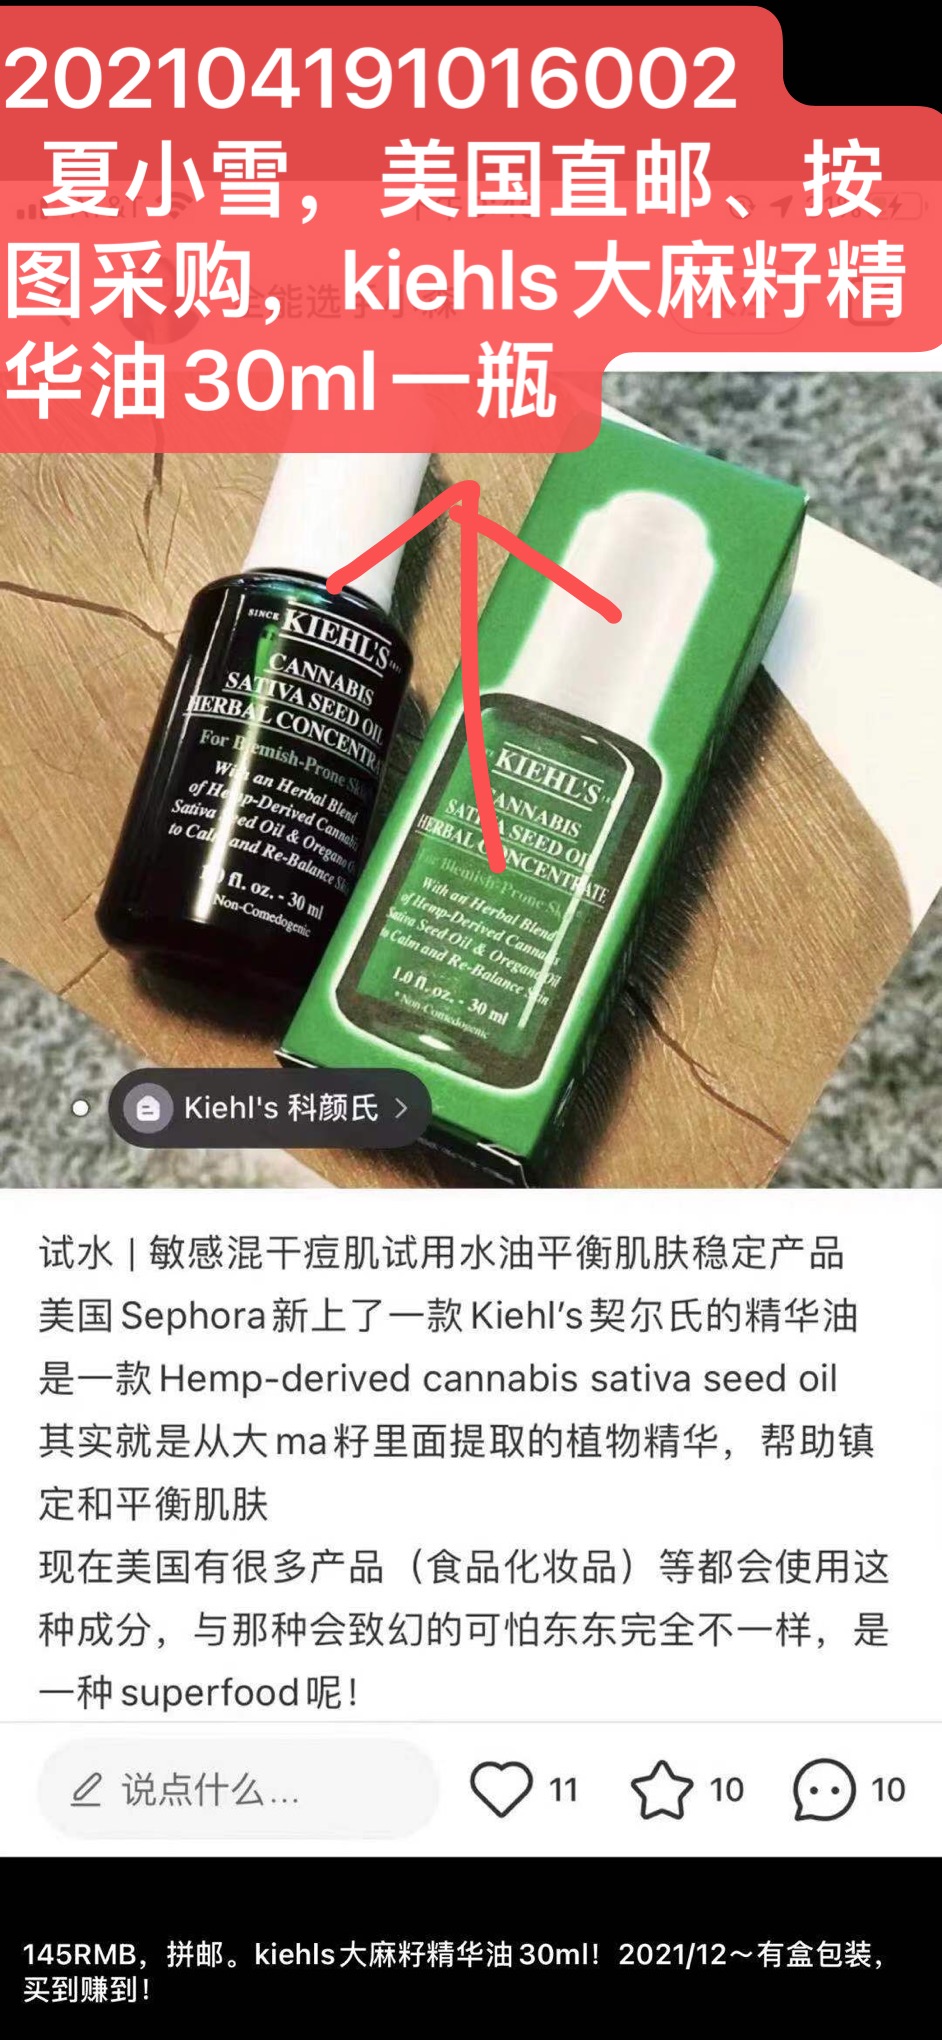 202104191016002
夏小雪，美国直邮、按
图采购，kiehls大麻籽精
华油30ml一瓶
SINCE KIEHL'S
CANNABIS
SATIVA SEED OIL
HERBAL CONCENTRA
For Blemish-Prone
With an Herbal Blend
of Hemp-Derived
Sativa Seed Oil & Oregano
to Calm and Re-Balance
1.0 fl. oz. - 30 ml
Non-Comedogenic
KIEHL'S
CANNABIS
SATIVA SEED OIL
HERBAL CONCENTRATE
For Blemish-Prone
With an Herbal Blend
of Hemp-Derived Cannabis
Sativa Seed Oil & Oregano Oil
to Calm and Re-Balance Skin
1.0 fl. oz. - 30 ml
*Non-Comedogenic
Kiehl's 科颜氏
试水 | 敏感混干痘肌试用水油平衡肌肤稳定产品
美国Sephora新上了一款Kiehl’s契尔氏的精华油
是一款Hemp-derived cannabis sativa seed oil
其实就是从大ma籽里面提取的植物精华，帮助镇
定和平衡肌肤
现在美国有很多产品（食品化妆品）等都会使用这
种成分，与那种会致幻的可怕东东完全不一样，是
一种superfood呢！
说点什么... 11 10 10
145RMB，拼邮。kiehls大麻籽精华油30ml！2021/12～有盒包装，
买到赚到！